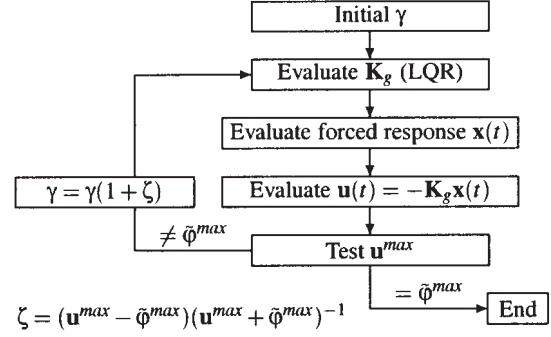 Initial γ
Evaluate K_g (LQR)
Evaluate forced response x(t)
γ = γ(1 + ζ)
Evaluate u(t) = −K_g x(t)
≠ φ̃^max
Test u^max
= φ̃^max
End
ζ = (u^max − φ̃^max)(u^max + φ̃^max)^−1